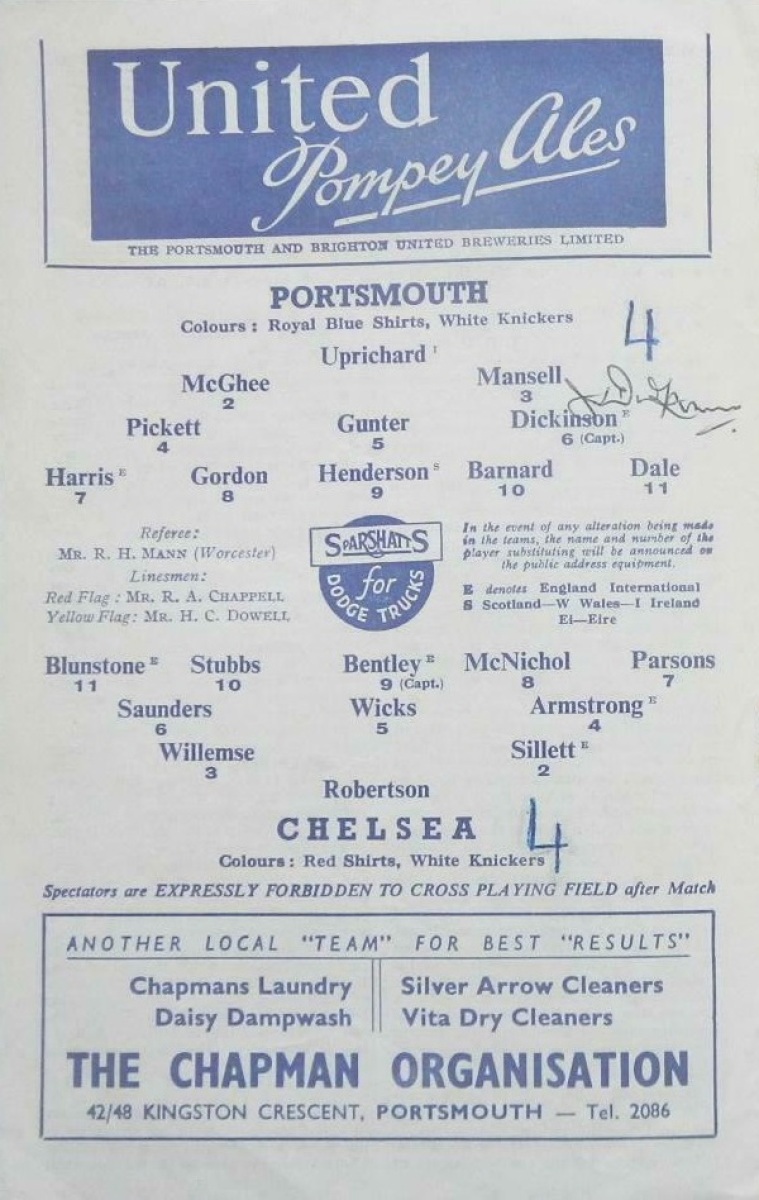 United
Pompey Ales
THE PORTSMOUTH AND BRIGHTON UNITED BREWERIES LIMITED
PORTSMOUTH
Colours : Royal Blue Shirts, White Knickers
4
Uprichard I
McGhee
2
Mansell
3
Pickett
4
Gunter
5
Dickinson E
6 (Capt.)
Harris E
7
Gordon
8
Henderson S
9
Barnard
10
Dale
11
Referee:
MR. R. H. MANN (Worcester)
Linesmen:
Red Flag : MR. R. A. CHAPPELL
Yellow Flag: MR. H. C. DOWELL
SPARSHATTS
for
DODGE TRUCKS
In the event of any alteration being made
in the teams, the name and number of the
player substituting will be announced on
the public address equipment.
E denotes England International
S Scotland—W Wales—I Ireland
EI—Eire
Blunstone E
11
Stubbs
10
Bentley E
9 (Capt.)
McNichol
8
Parsons
7
Saunders
6
Wicks
5
Armstrong E
4
Willemse
3
Sillett E
2
Robertson
CHELSEA
4
Colours : Red Shirts, White Knickers
Spectators are EXPRESSLY FORBIDDEN TO CROSS PLAYING FIELD after Match
ANOTHER LOCAL "TEAM" FOR BEST "RESULTS"
Chapmans Laundry
Daisy Dampwash
Silver Arrow Cleaners
Vita Dry Cleaners
THE CHAPMAN ORGANISATION
42/48 KINGSTON CRESCENT, PORTSMOUTH — Tel. 2086